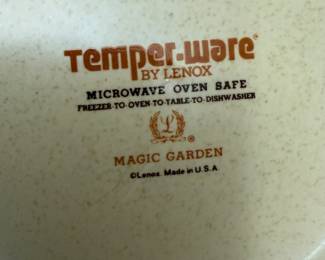 Temper-ware®
BY LENOX
MICROWAVE OVEN SAFE
FREEZER-TO-OVEN-TO-TABLE-TO-DISHWASHER
L
®
MAGIC GARDEN
©Lenox. Made in U.S.A.